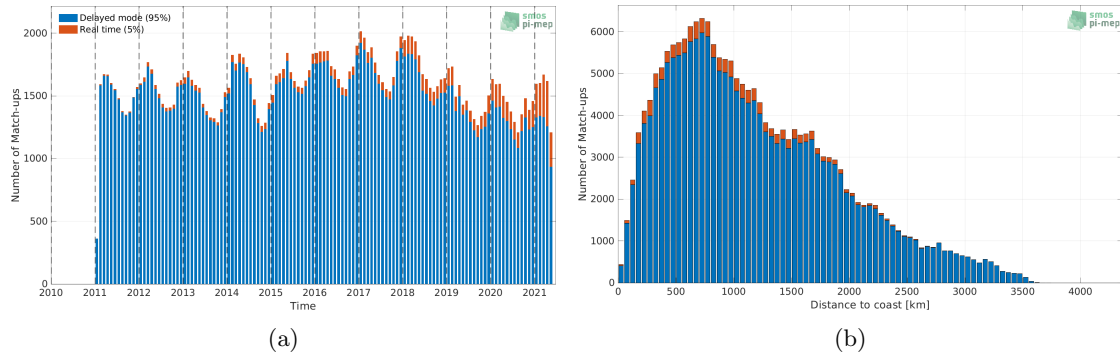 Delayed mode (95%)
Real time (5%)
smos
pi-mep
Number of Match-ups
2000
1500
1000
500
0
2010 2011 2012 2013 2014 2015 2016 2017 2018 2019 2020 2021
Time
(a)
smos
pi-mep
Number of Match-ups
6000
5000
4000
3000
2000
1000
0
0 500 1000 1500 2000 2500 3000 3500 4000
Distance to coast [km]
(b)